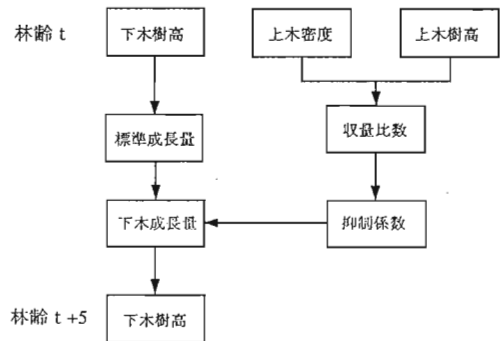 林齢 t
下木樹高
上木密度
上木樹高
標準成長量
収量比数
下木成長量
抑制係数
林齢 t +5
下木樹高